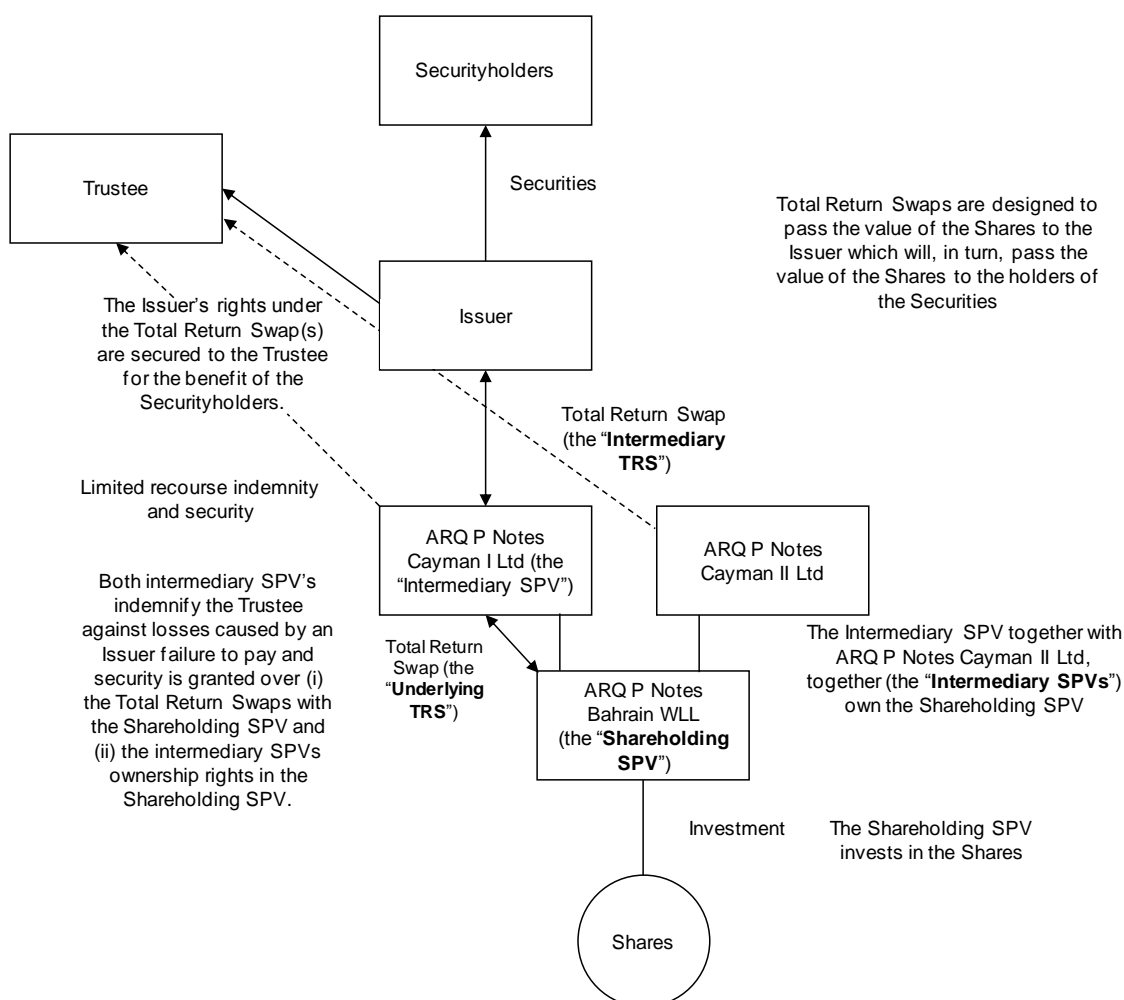 Securityholders
Trustee
Securities
Total Return Swaps are designed to
pass the value of the Shares to the
Issuer which will, in turn, pass the
value of the Shares to the holders of
the Securities
The Issuer's rights under
the Total Return Swap(s)
are secured to the Trustee
for the benefit of the
Securityholders.
Issuer
Total Return Swap
(the “Intermediary
TRS”)
Limited recourse indemnity
and security
ARQ P Notes
Cayman I Ltd (the
“Intermediary SPV”)
ARQ P Notes
Cayman II Ltd
Both intermediary SPV's
indemnify the Trustee
against losses caused by an
Issuer failure to pay and
security is granted over (i)
the Total Return Swaps with
the Shareholding SPV and
(ii) the intermediary SPVs
ownership rights in the
Shareholding SPV.
Total Return
Swap (the
“Underlying
TRS”)
ARQ P Notes
Bahrain WLL
(the “Shareholding
SPV”)
The Intermediary SPV together with
ARQ P Notes Cayman II Ltd,
together (the “Intermediary SPVs”)
own the Shareholding SPV
Investment
The Shareholding SPV
invests in the Shares
Shares